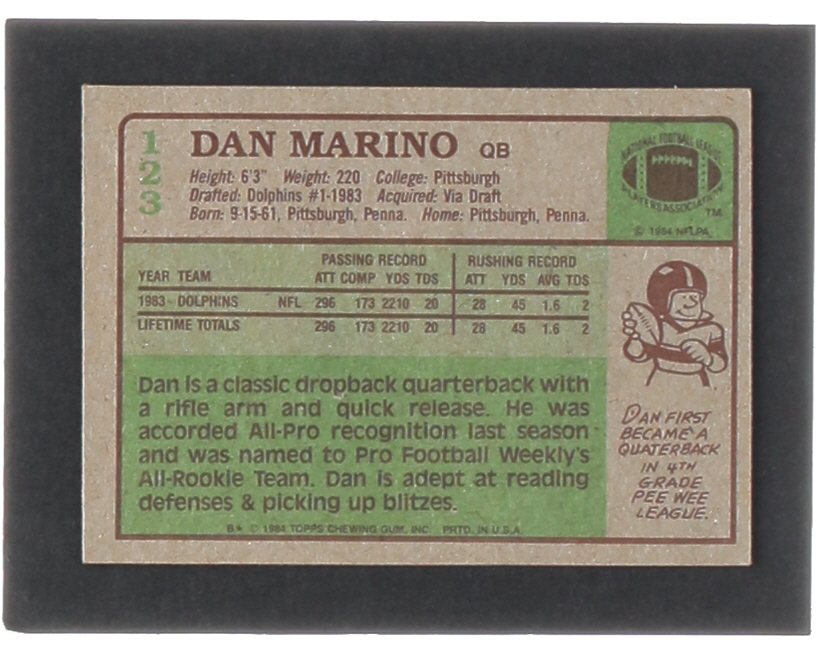 123
DAN MARINO QB
Height: 6'3" Weight: 220 College: Pittsburgh
Drafted: Dolphins #1-1983 Acquired: Via Draft
Born: 9-15-61, Pittsburgh, Penna. Home: Pittsburgh, Penna.
NATIONAL FOOTBALL LEAGUE
PLAYERS ASSOCIATION
TM
© 1984 NFLPA
PASSING RECORD RUSHING RECORD
YEAR TEAM ATT COMP YDS TDS ATT YDS AVG TDS
1983 DOLPHINS NFL 296 173 2210 20 28 45 1.6 2
LIFETIME TOTALS 296 173 2210 20 28 45 1.6 2
Dan is a classic dropback quarterback with
a rifle arm and quick release. He was
accorded All-Pro recognition last season
and was named to Pro Football Weekly's
All-Rookie Team. Dan is adept at reading
defenses & picking up blitzes.
DAN FIRST
BECAME A
QUATERBACK
IN 4TH
GRADE
PEE WEE
LEAGUE.
B* © 1984 TOPPS CHEWING GUM, INC. PRTD. IN U.S.A.